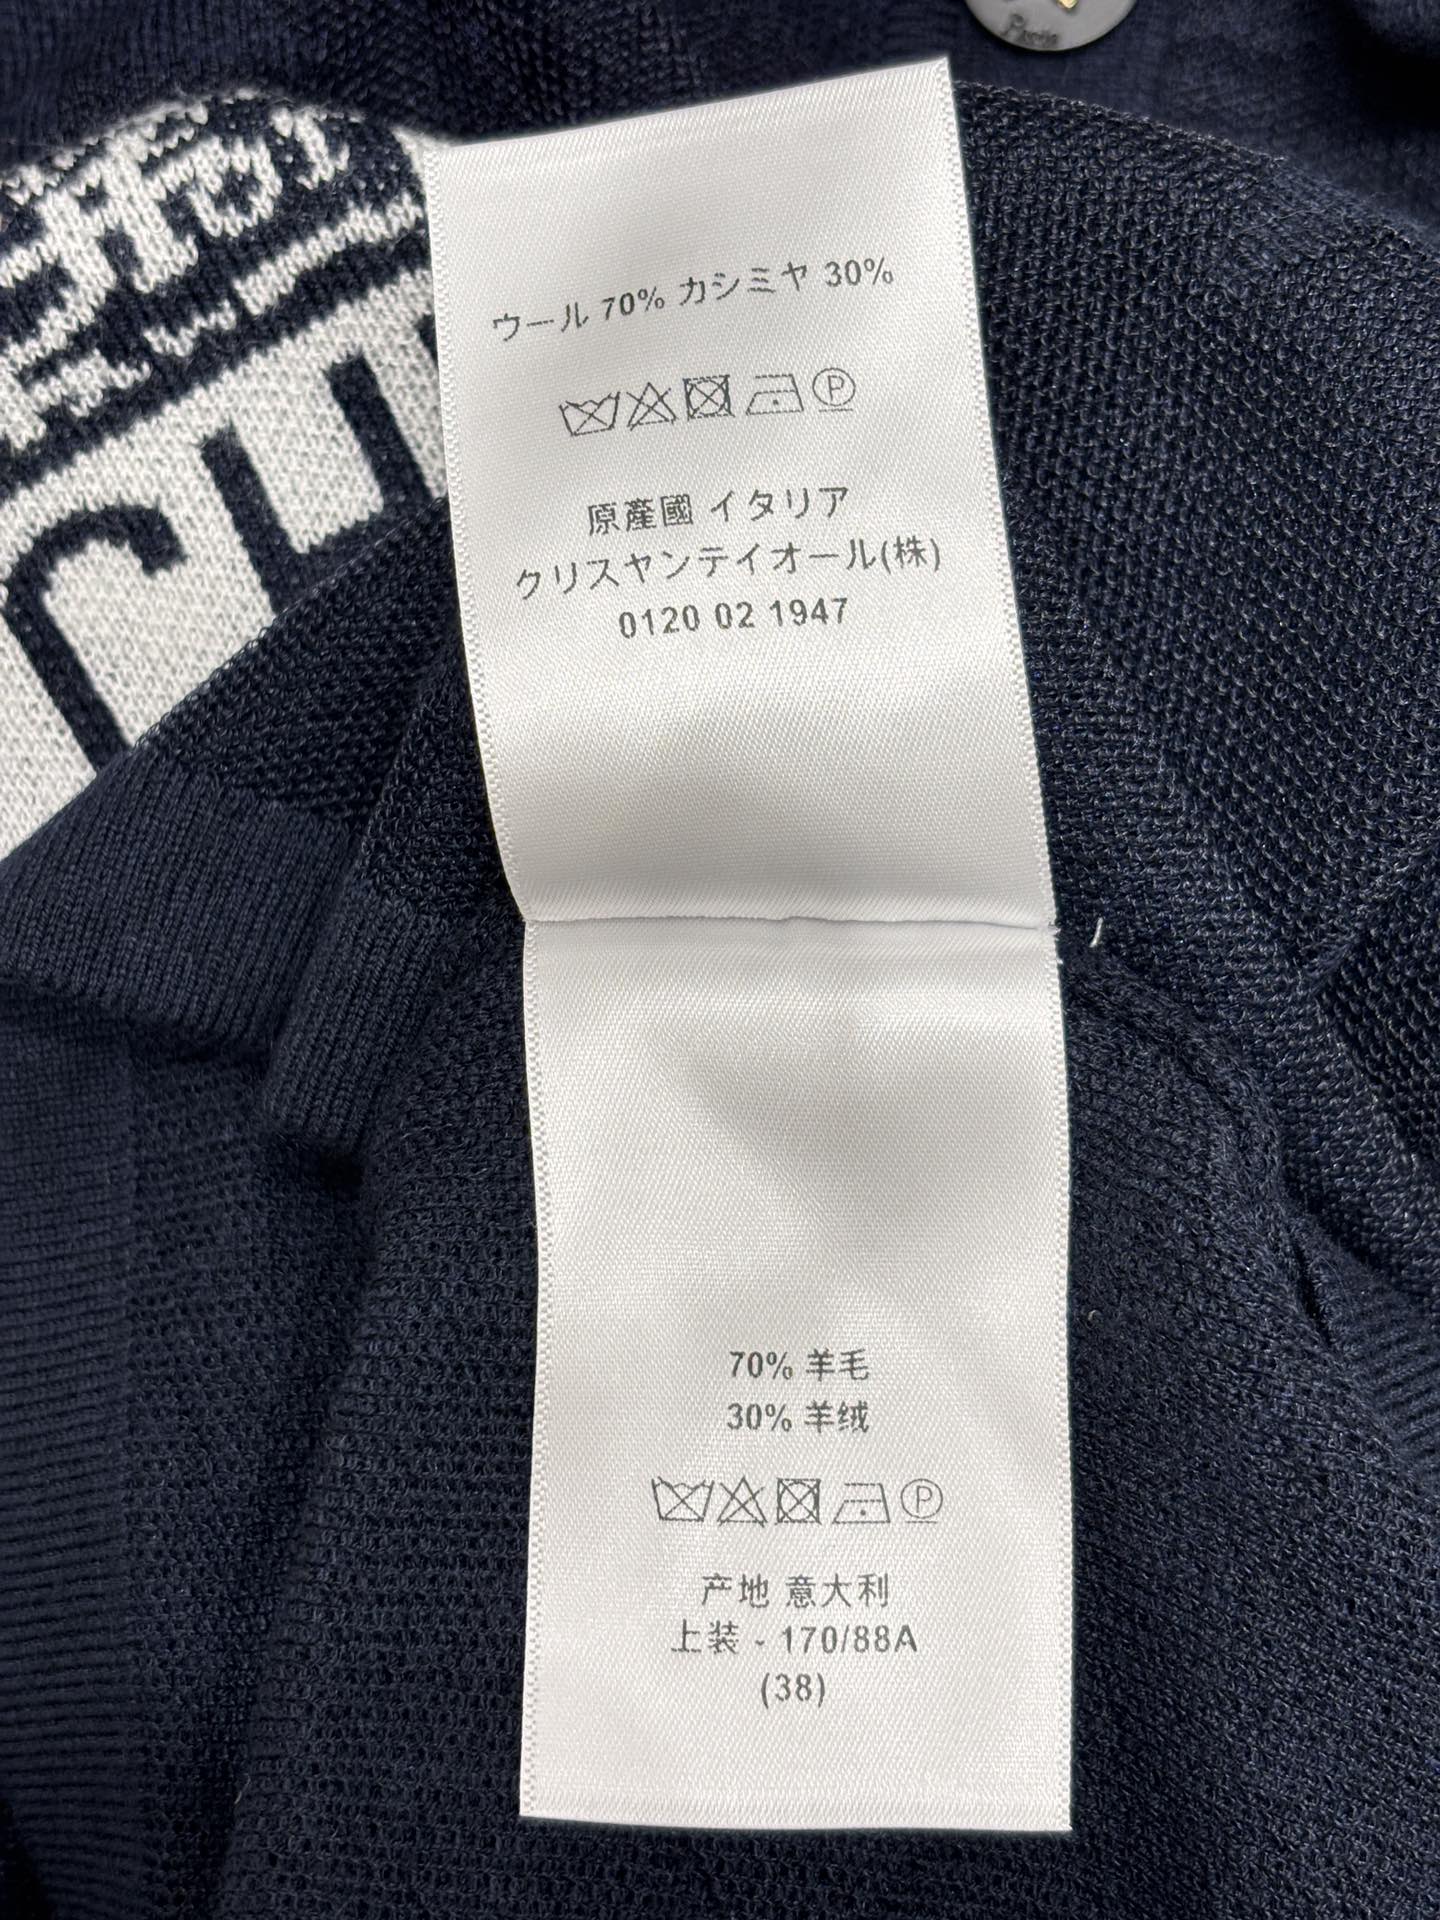 Paris
ウール 70% カシミヤ 30%
P
原產國 イタリア
クリスヤンテイオール(株)
0120 02 1947
70% 羊毛
30% 羊绒
P
产地 意大利
上装 - 170/88A
(38)